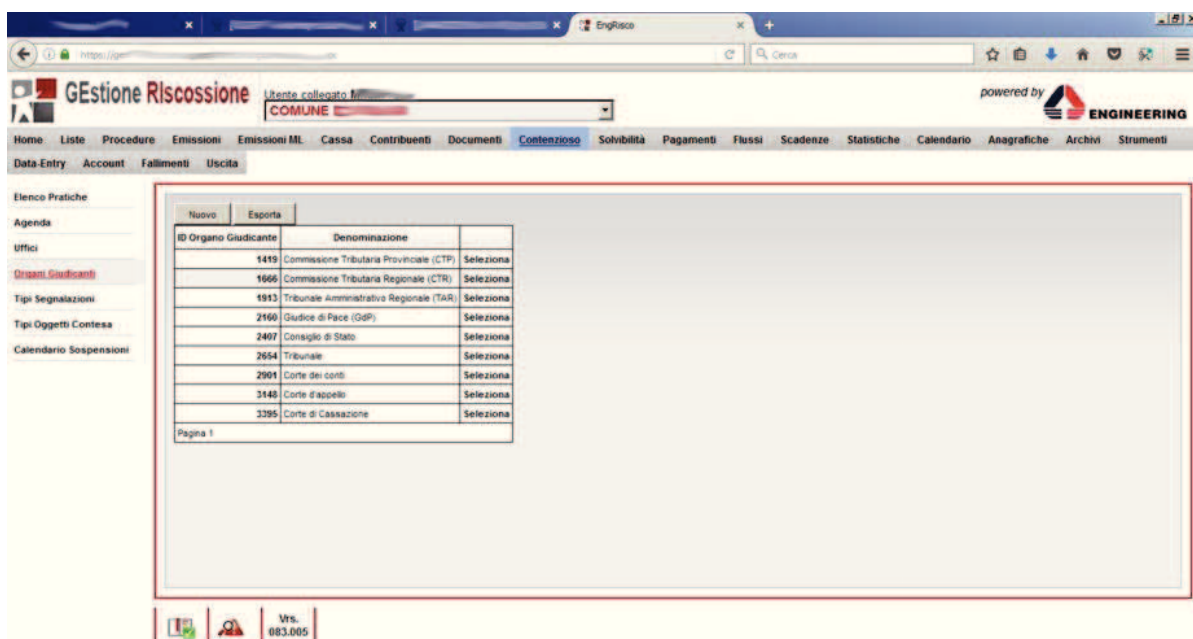 EngRisco
https://ge
Cerca
GEstione RIscossione
Utente collegato
COMUNE
powered by
ENGINEERING
Home Liste Procedure Emissioni Emissioni ML Cassa Contribuenti Documenti Contenzioso Solvibilità Pagamenti Flussi Scadenze Statistiche Calendario Anagrafiche Archivi Strumenti
Data-Entry Account Fallimenti Uscita
Elenco Pratiche
Agenda
Uffici
Organi Giudicanti
Tipi Segnalazioni
Tipi Oggetti Contesa
Calendario Sospensioni
Nuovo Esporta
ID Organo Giudicante Denominazione
1419 Commissione Tributaria Provinciale (CTP) Seleziona
1666 Commissione Tributaria Regionale (CTR) Seleziona
1913 Tribunale Amministrativo Regionale (TAR) Seleziona
2160 Giudice di Pace (GdP) Seleziona
2407 Consiglio di Stato Seleziona
2654 Tribunale Seleziona
2901 Corte dei conti Seleziona
3148 Corte d'appello Seleziona
3395 Corte di Cassazione Seleziona
Pagina 1
Vrs.
083.005